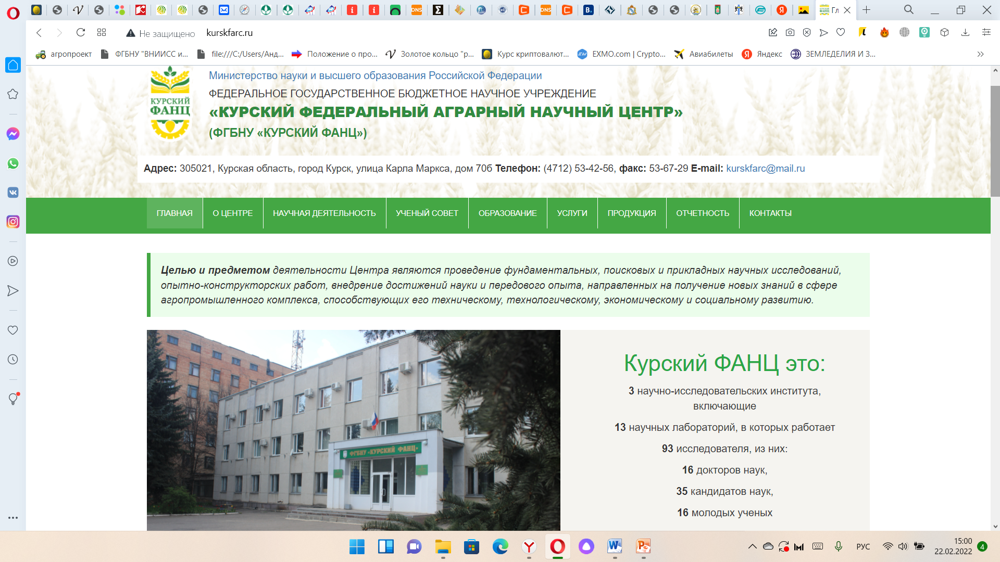 Гл
Не защищено kurskfarc.ru
агропроект ФГБНУ "ВНИИСС и... file:///C:/Users/Анд... Положение о про... Золотое кольцо "р... Курс криптовалют... EXMO.com | Crypto... Авиабилеты Яндекс ЗЕМЛЕДЕЛИЯ И З...
КУРСКИЙ
ФАНЦ
Министерство науки и высшего образования Российской Федерации
ФЕДЕРАЛЬНОЕ ГОСУДАРСТВЕННОЕ БЮДЖЕТНОЕ НАУЧНОЕ УЧРЕЖДЕНИЕ
«КУРСКИЙ ФЕДЕРАЛЬНЫЙ АГРАРНЫЙ НАУЧНЫЙ ЦЕНТР»
(ФГБНУ «КУРСКИЙ ФАНЦ»)
Адрес: 305021, Курская область, город Курск, улица Карла Маркса, дом 70б Телефон: (4712) 53-42-56, факс: 53-67-29 E-mail: kurskfarc@mail.ru
ГЛАВНАЯ О ЦЕНТРЕ НАУЧНАЯ ДЕЯТЕЛЬНОСТЬ УЧЕНЫЙ СОВЕТ ОБРАЗОВАНИЕ УСЛУГИ ПРОДУКЦИЯ ОТЧЕТНОСТЬ КОНТАКТЫ
Целью и предметом деятельности Центра являются проведение фундаментальных, поисковых и прикладных научных исследований,
опытно-конструкторских работ, внедрение достижений науки и передового опыта, направленных на получение новых знаний в сфере
агропромышленного комплекса, способствующих его техническому, технологическому, экономическому и социальному развитию.
ФГБНУ «КУРСКИЙ ФАНЦ»
Курский ФАНЦ это:
3 научно-исследовательских института,
включающие
13 научных лабораторий, в которых работает
93 исследователя, из них:
16 докторов наук,
35 кандидатов наук,
16 молодых ученых
РУС
15:00
22.02.2022
4